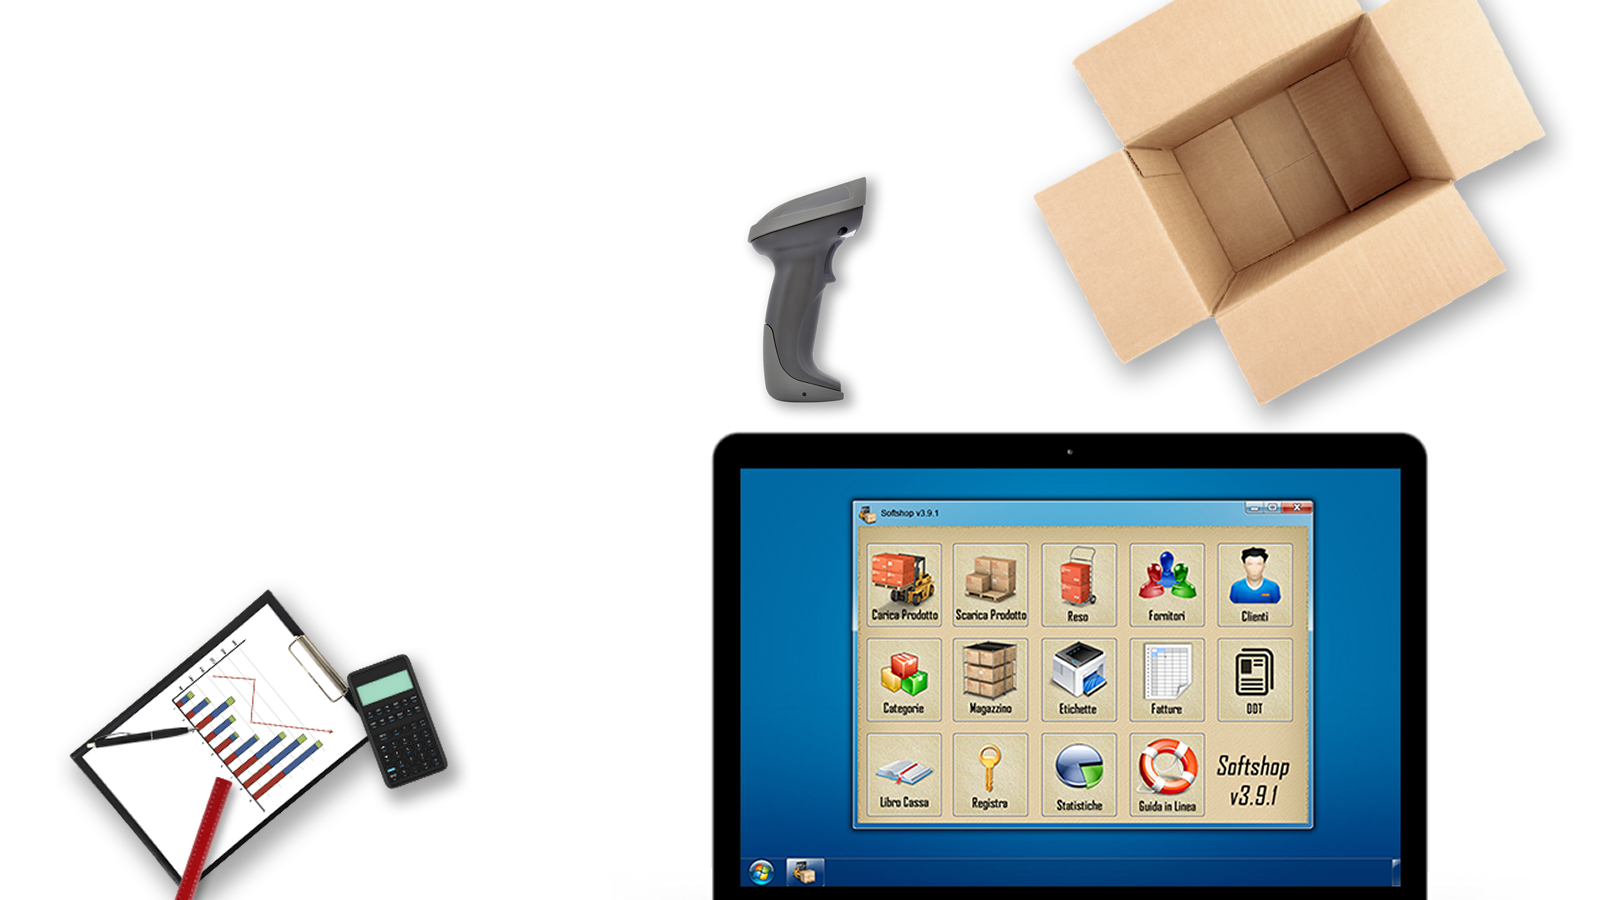 Softshop v3.9.1
Carica Prodotto
Scarica Prodotto
Reso
Fornitori
Clienti
Categorie
Magazzino
Etichette
Fatture
DDT
Libro Cassa
Registra
Statistiche
Guida in Linea
Softshop
v3.9.1